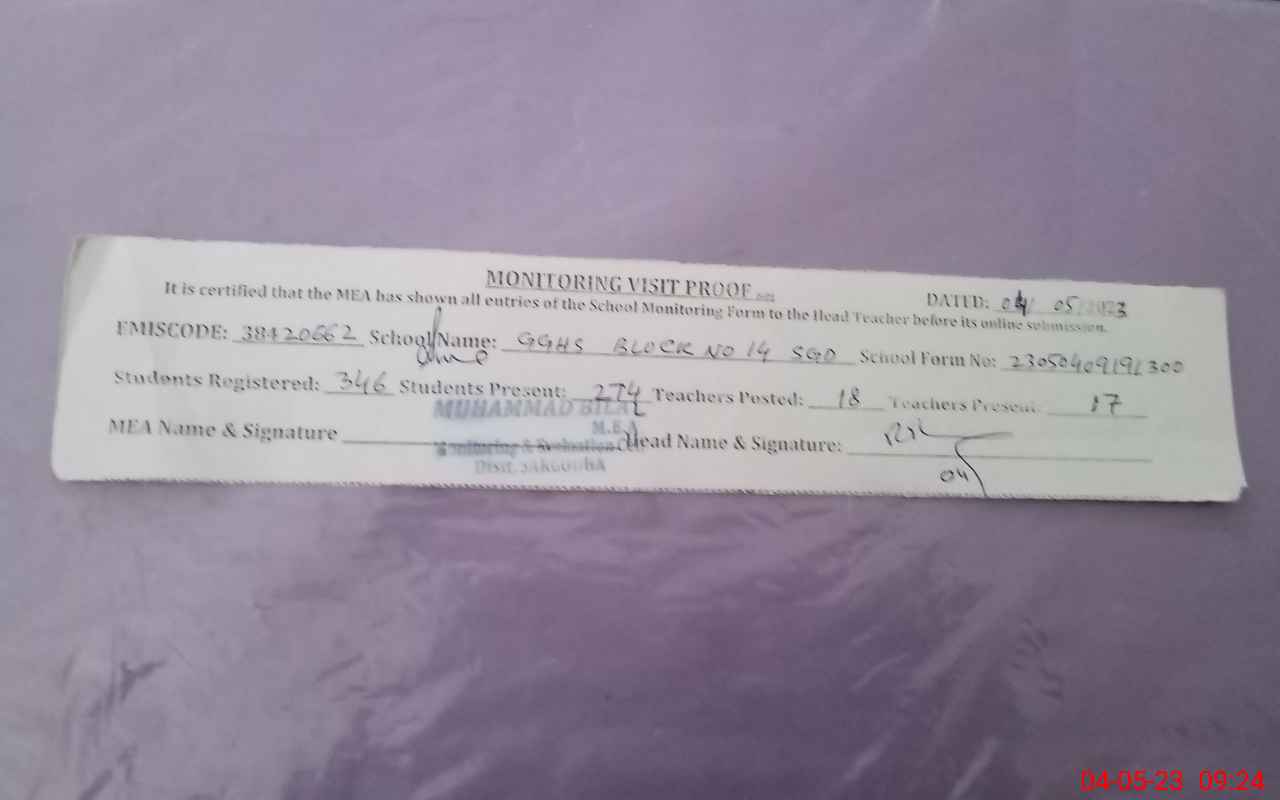 MONITORING VISIT PROOF
DATED: 04/05/2023
It is certified that the MEA has shown all entries of the School Monitoring Form to the Head Teacher before its online submission.
EMISCODE: 38420662 School Name: GGHS BLOCK NO 14 SGD School Form No: 23050409191300
Students Registered: 346 Students Present: 274 Teachers Posted: 18 Teachers Present: 17
MEA Name & Signature Head Name & Signature:
MUHAMMAD BILAL
M.E.A
Monitoring & Evaluation Cell
Distt. SARGODHA
04-05-23 09:24